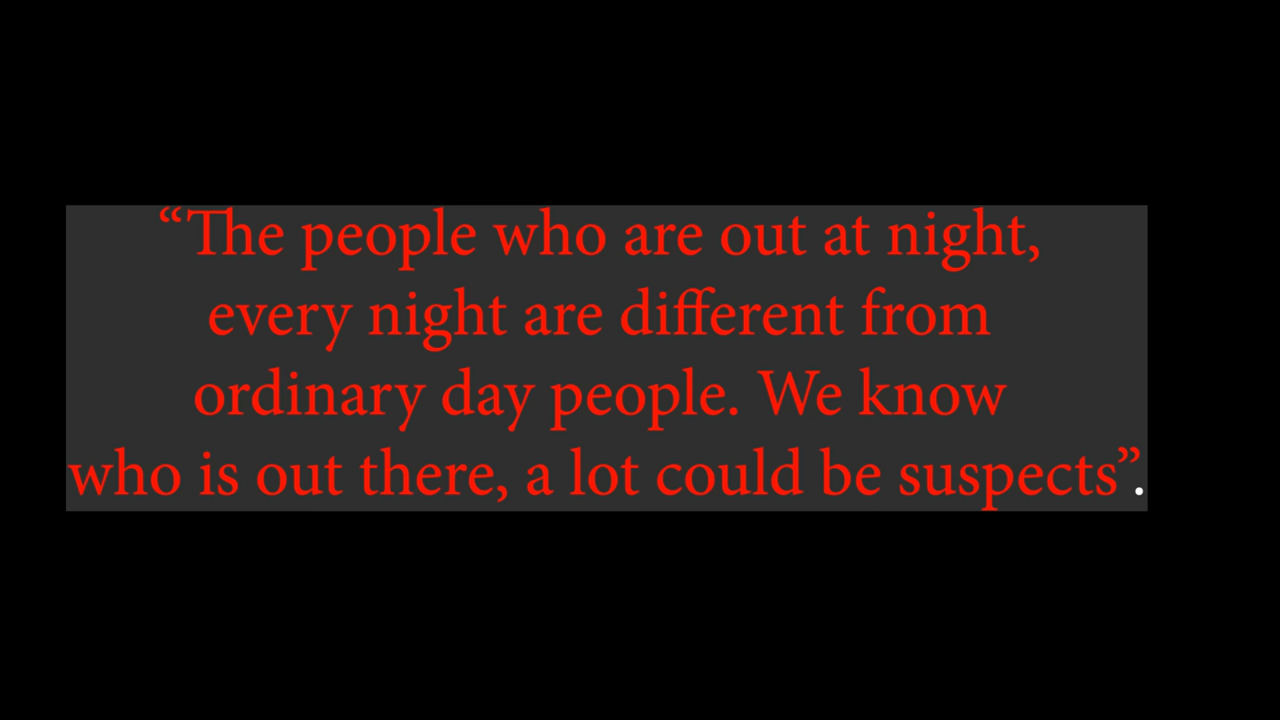 “The people who are out at night,
every night are different from
ordinary day people. We know
who is out there, a lot could be suspects”.